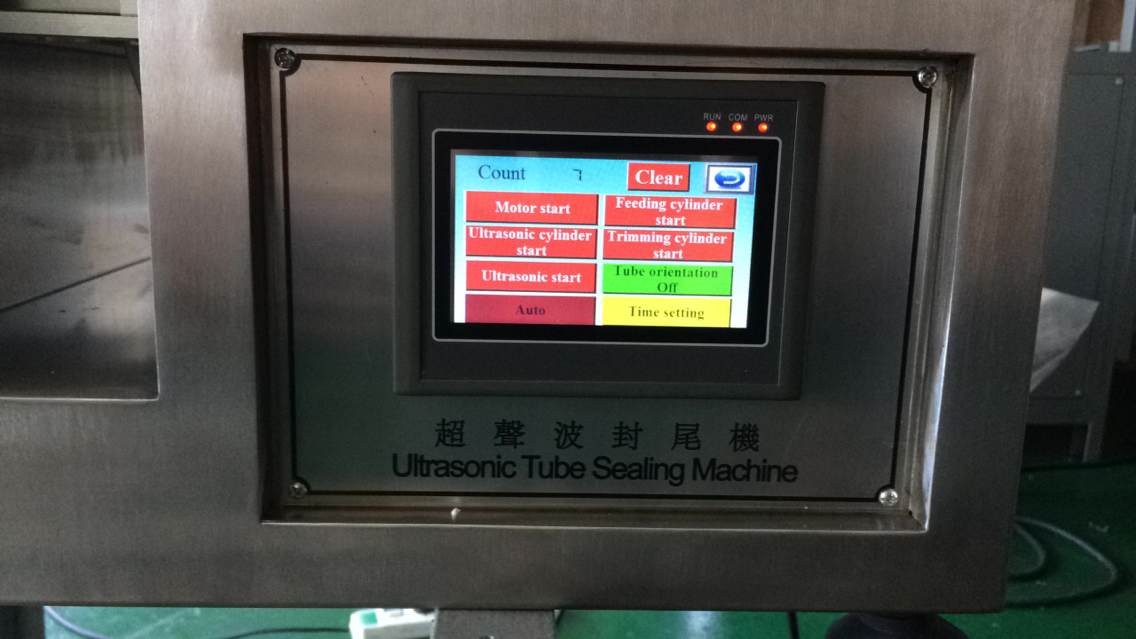 RUN COM PWR
Count 7 Clear
Motor start
Feeding cylinder
start
Ultrasonic cylinder
start
Trimming cylinder
start
Ultrasonic start
Tube orientation
Off
Auto
Time setting
超聲波封尾機
Ultrasonic Tube Sealing Machine